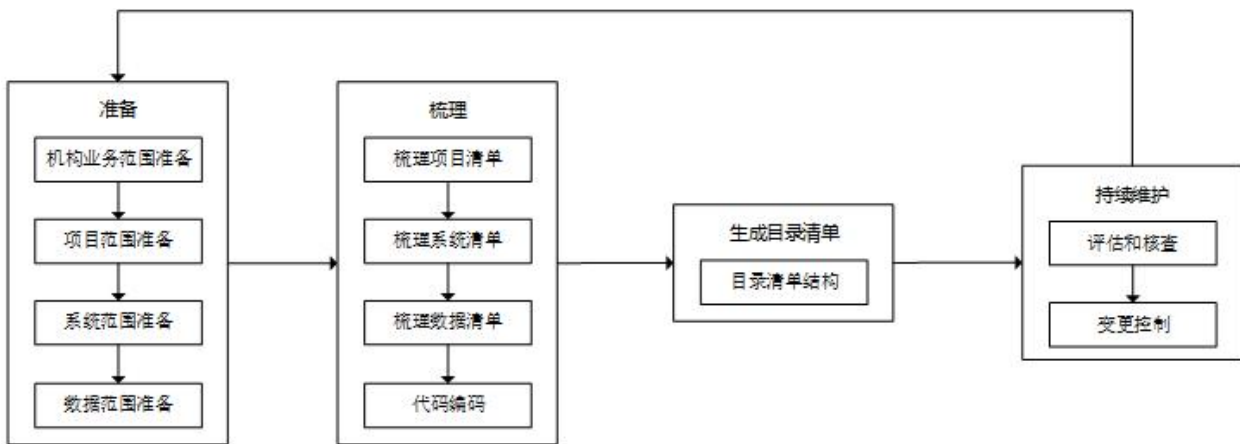 准备
机构业务范围准备
项目范围准备
系统范围准备
数据范围准备
梳理
梳理项目清单
梳理系统清单
梳理数据清单
代码编码
生成目录清单
目录清单结构
持续维护
评估和核查
变更控制